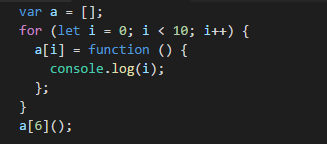 var a = [];
for (let i = 0; i < 10; i++) {
  a[i] = function () {
    console.log(i);
  };
}
a[6]();